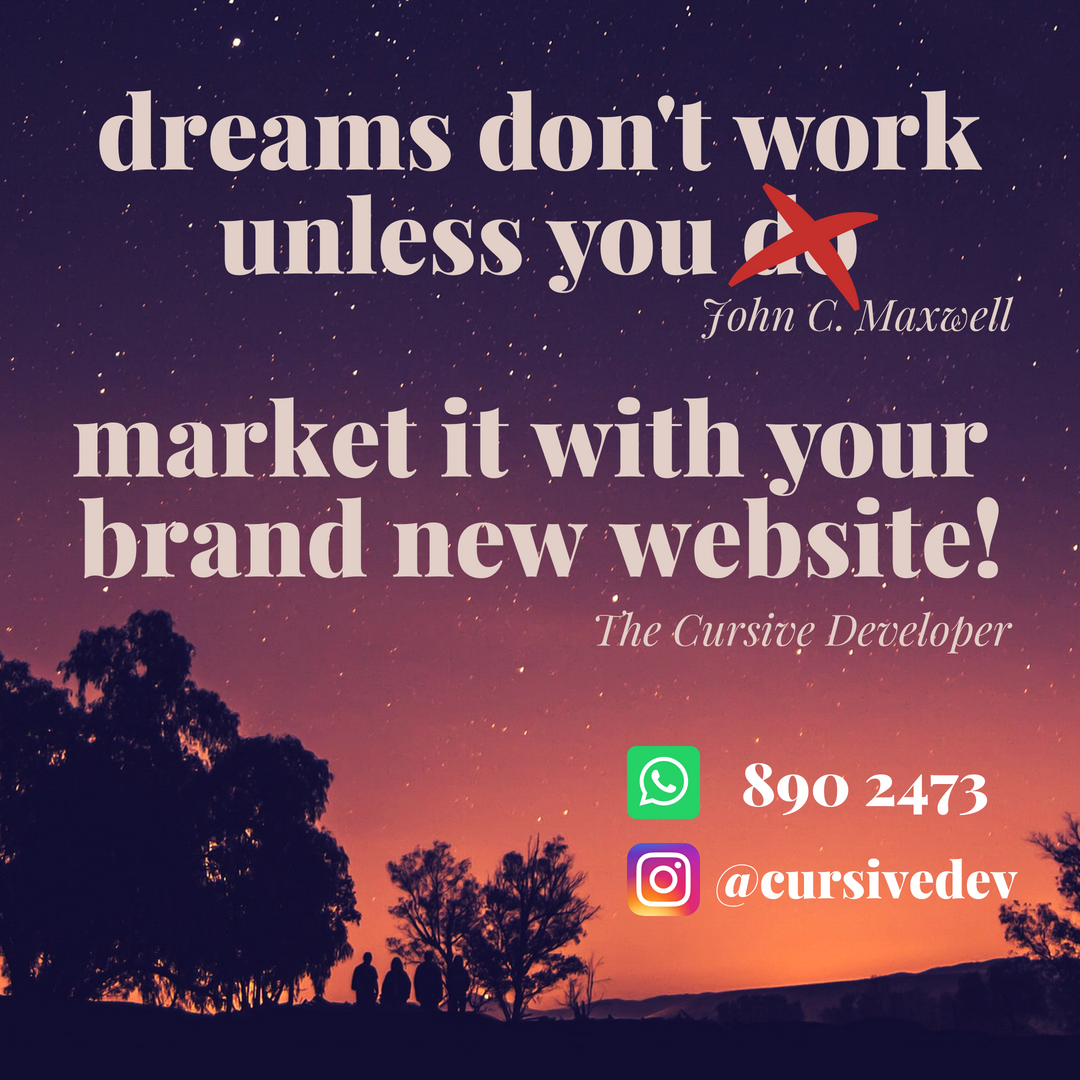 dreams don't work
unless you do
John C. Maxwell
market it with your
brand new website!
The Cursive Developer
890 2473
@cursivedev